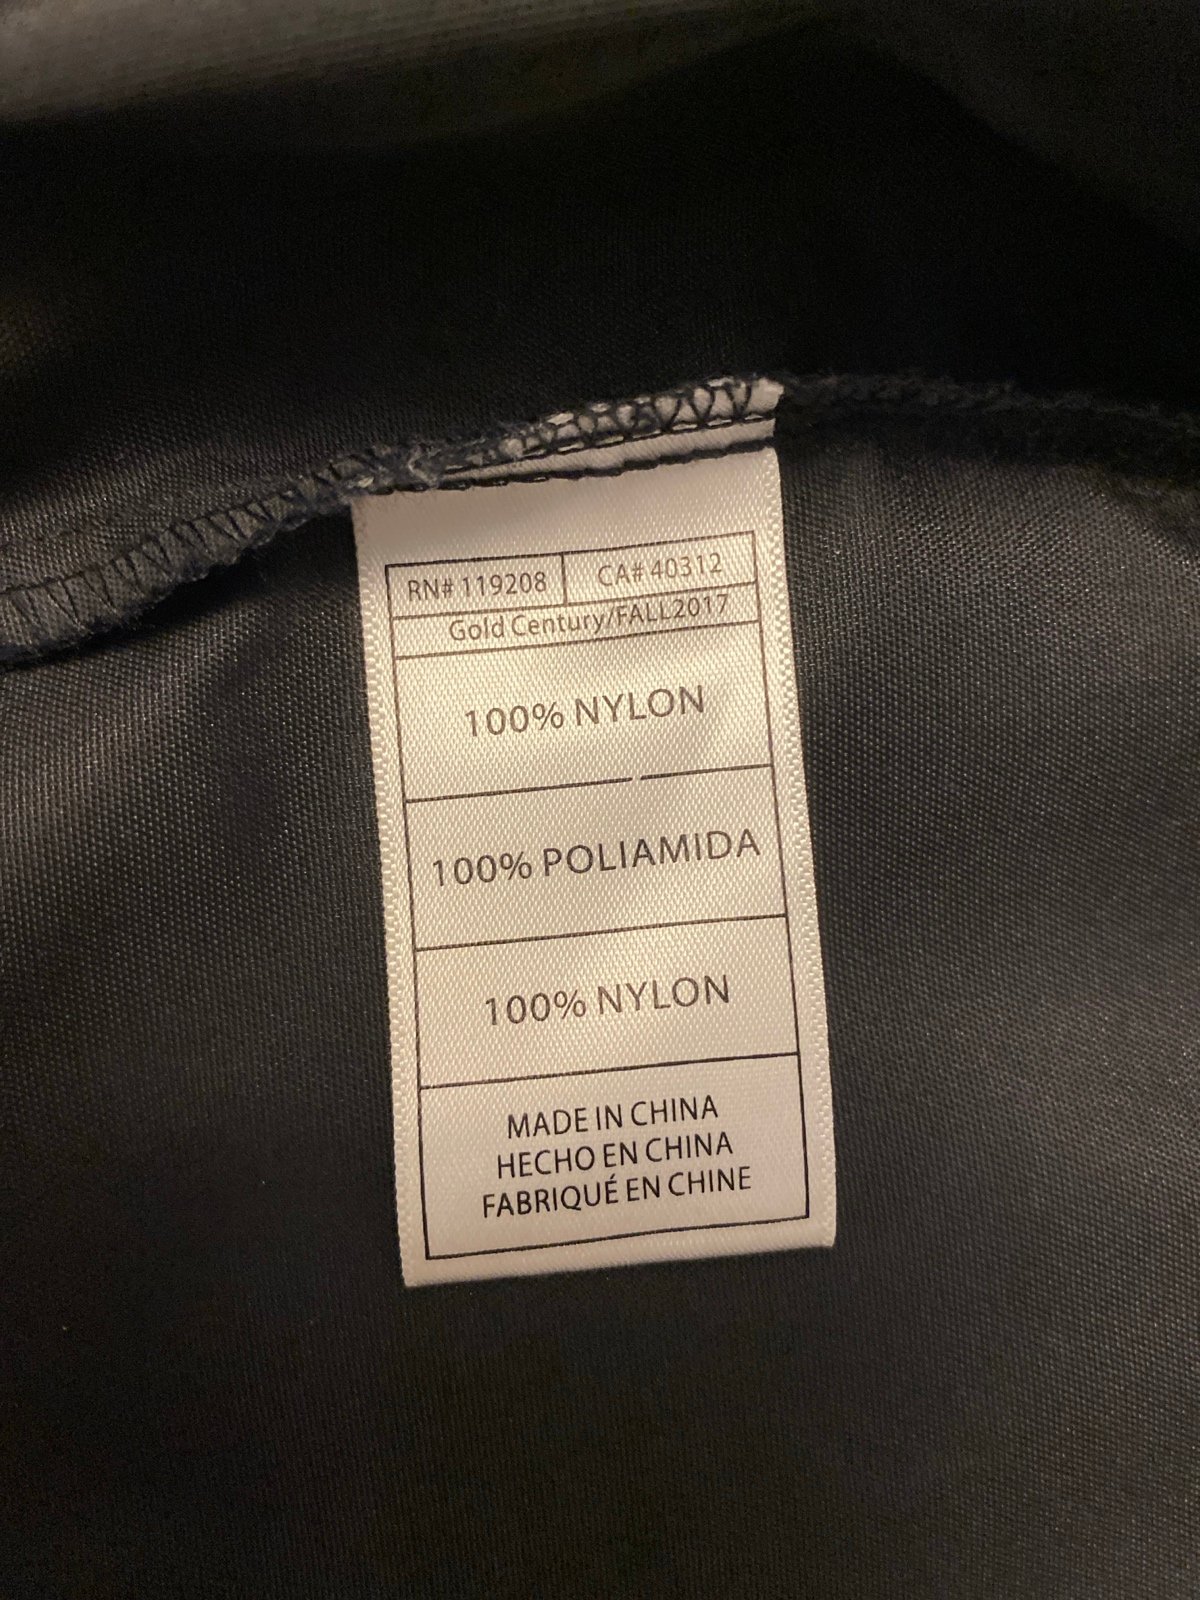 RN# 119208 CA# 40312
Gold Century/FALL2017
100% NYLON
100% POLIAMIDA
100% NYLON
MADE IN CHINA
HECHO EN CHINA
FABRIQUÉ EN CHINE